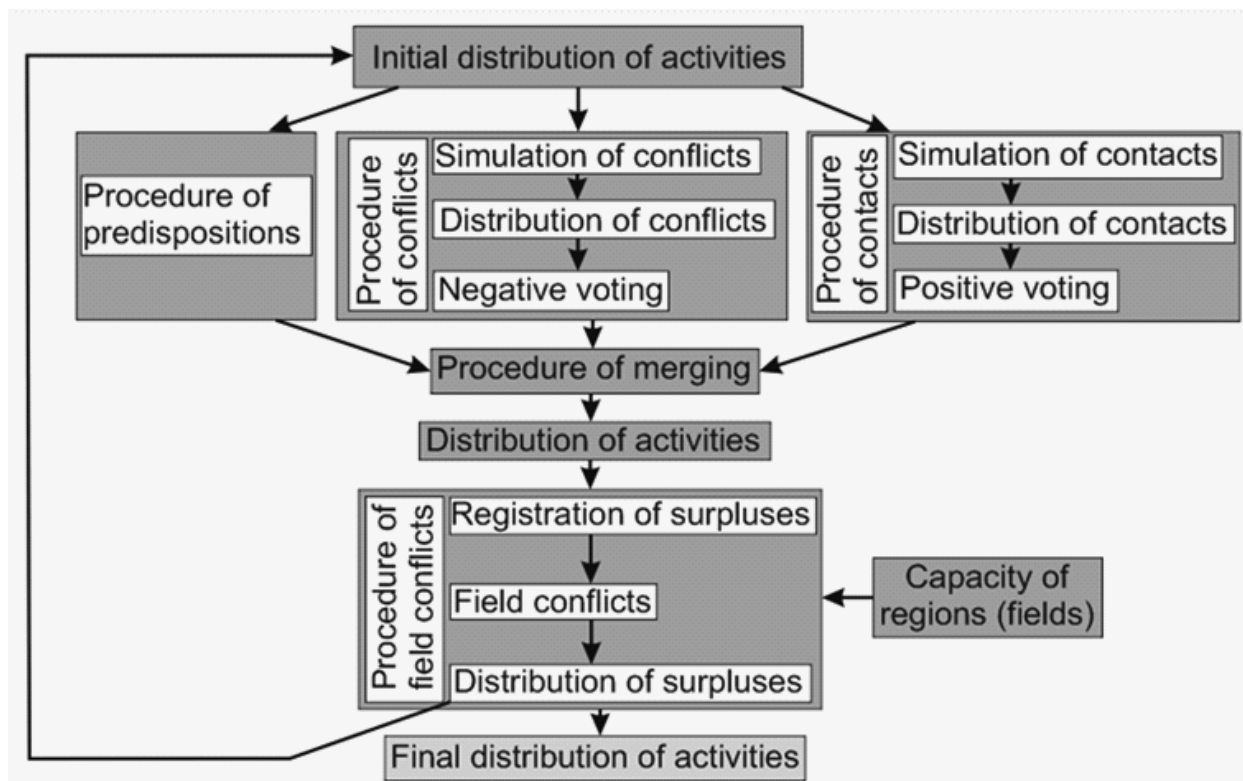 Initial distribution of activities
Procedure of
predispositions
Procedure
of conflicts
Simulation of conflicts
Distribution of conflicts
Negative voting
Procedure
of contacts
Simulation of contacts
Distribution of contacts
Positive voting
Procedure of merging
Distribution of activities
Procedure of
field conflicts
Registration of surpluses
Field conflicts
Distribution of surpluses
Capacity of
regions (fields)
Final distribution of activities